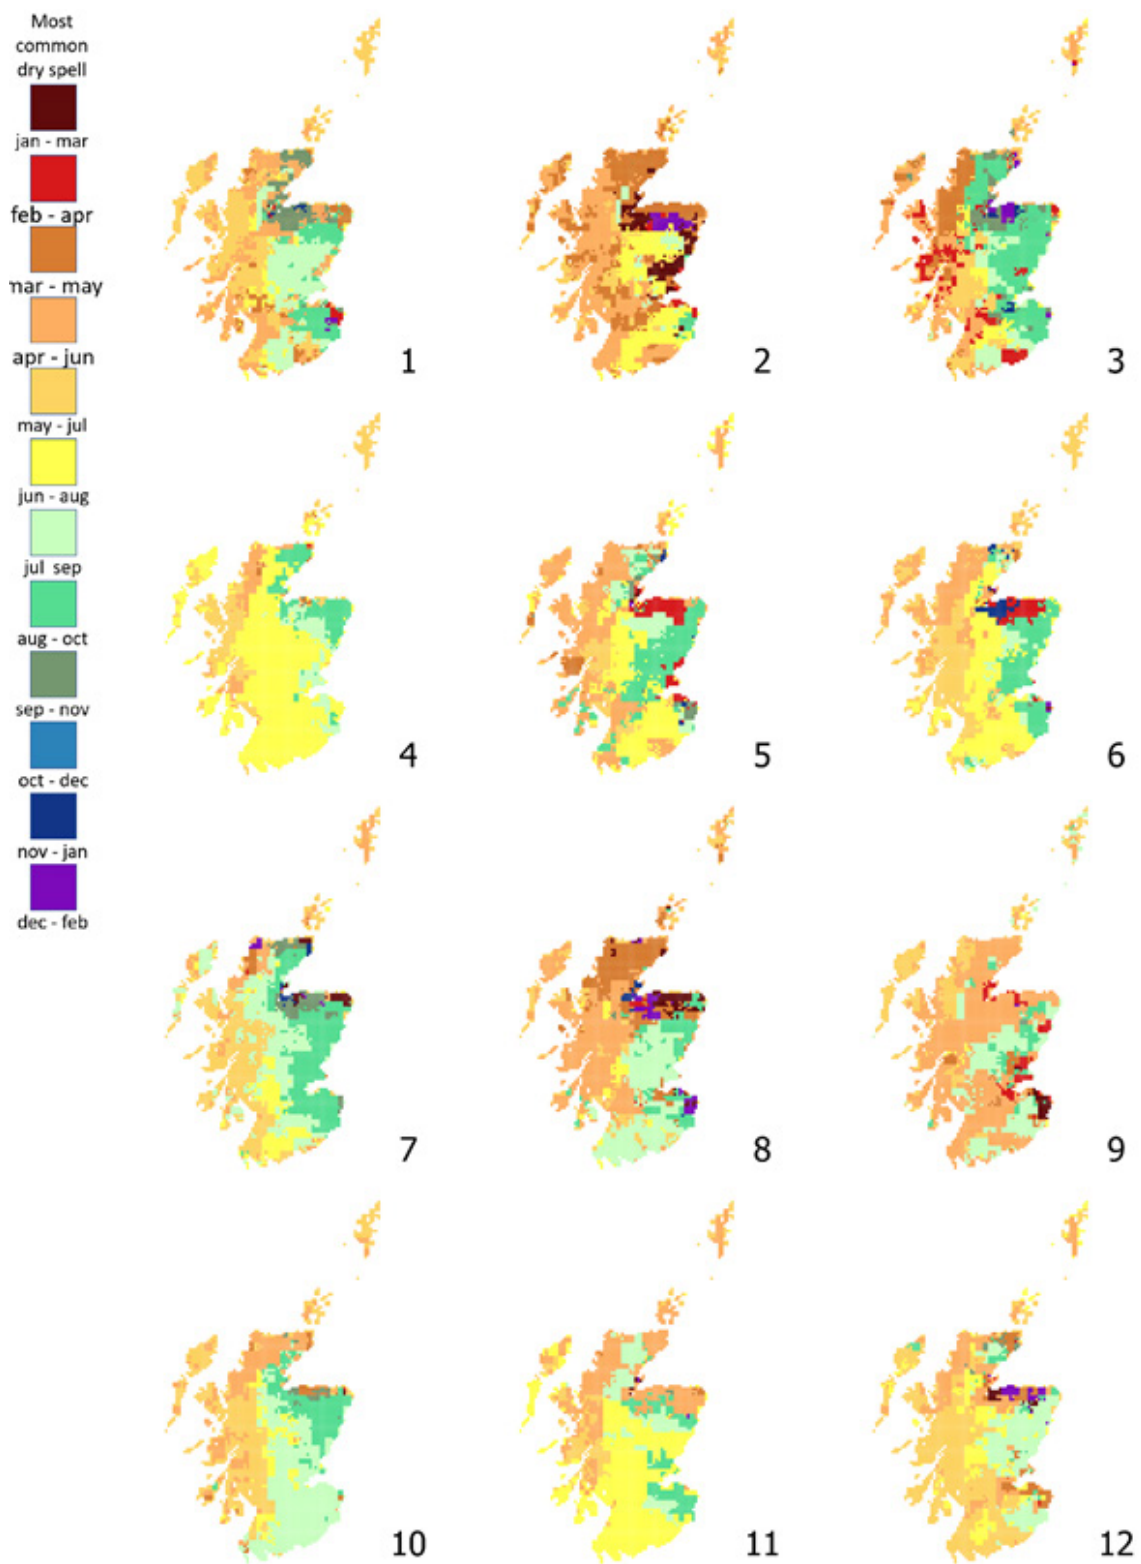 Most
common
dry spell
jan - mar
feb - apr
mar - may
apr - jun
may - jul
jun - aug
jul sep
aug - oct
sep - nov
oct - dec
nov - jan
dec - feb
1
2
3
4
5
6
7
8
9
10
11
12